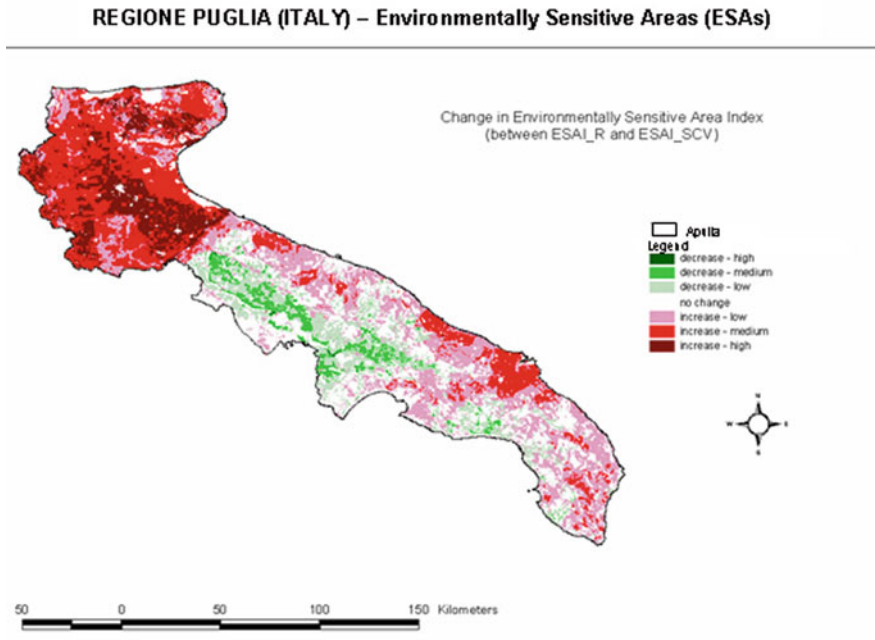 REGIONE PUGLIA (ITALY) – Environmentally Sensitive Areas (ESAs)
Change in Environmentally Sensitive Area Index
(between ESAI_R and ESAI_SCV)
Apulia
Legend
decrease - high
decrease - medium
decrease - low
no change
increase - low
increase - medium
increase - high
N
W E
S
50 0 50 100 150 Kilometers